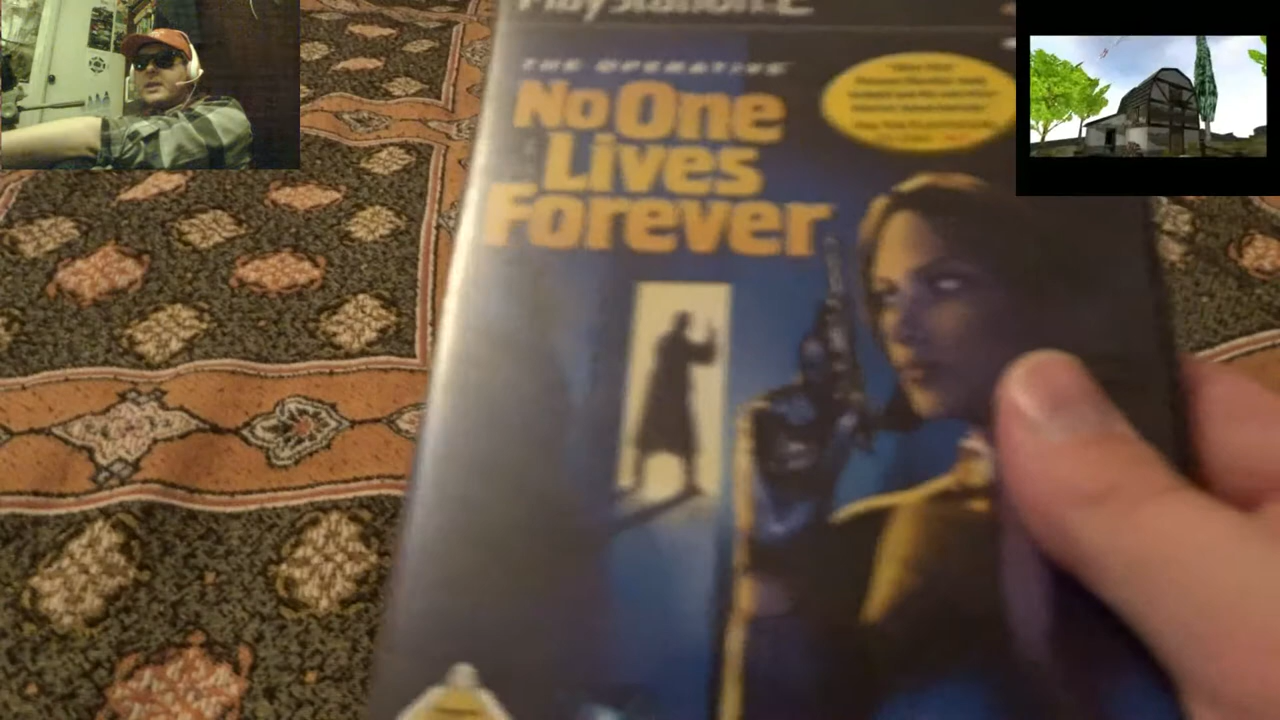 PlayStation 2
THE OPERATIVE
No One
Lives
Forever